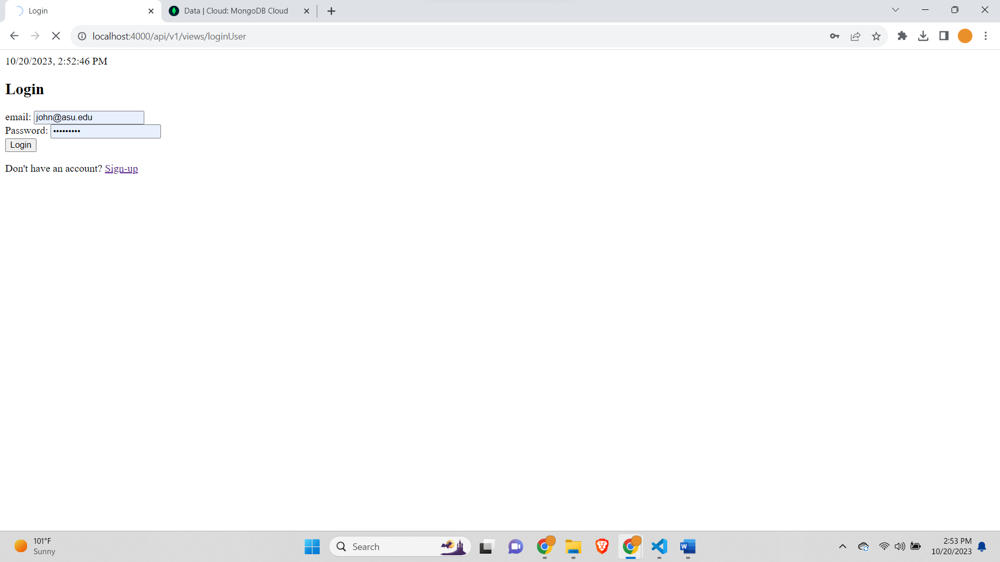 Login
Data | Cloud: MongoDB Cloud
localhost:4000/api/v1/views/loginUser
10/20/2023, 2:52:46 PM
Login
email: john@asu.edu
Password: •••••••••
Login
Don't have an account? Sign-up
101°F
Sunny
Search
2:53 PM
10/20/2023